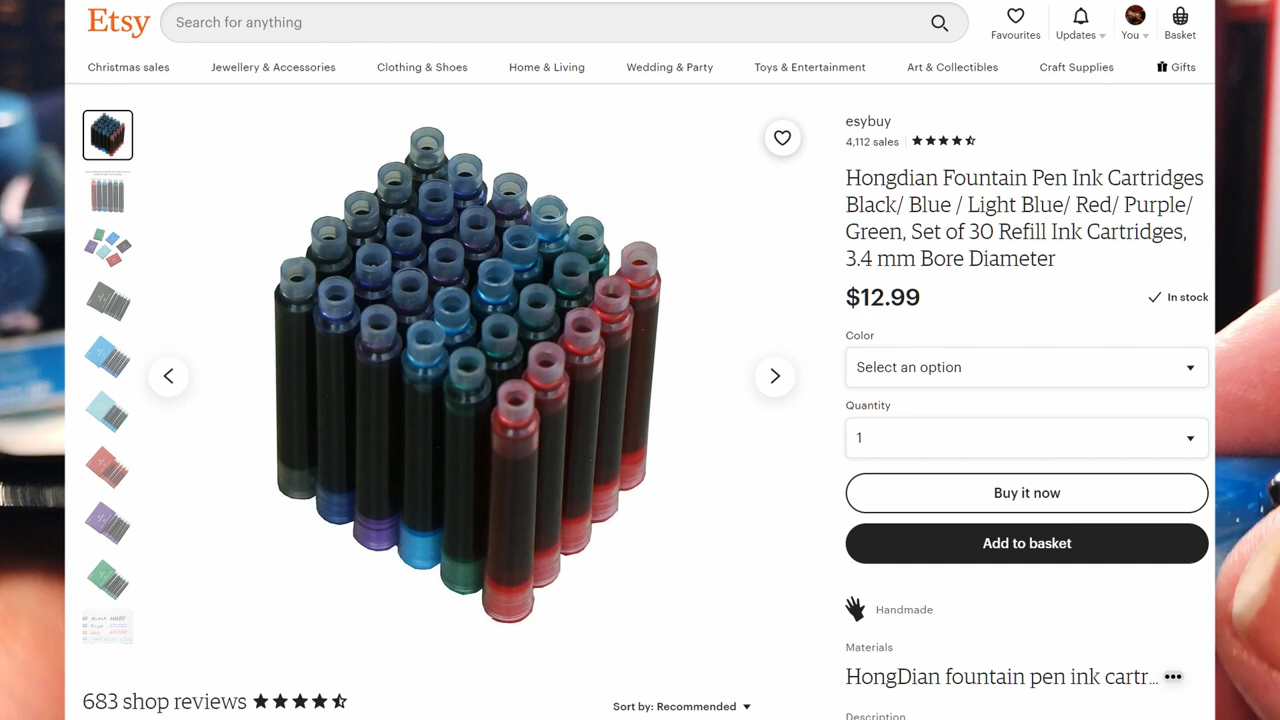 Etsy
Search for anything
Favourites
Updates
You
Basket
Christmas sales
Jewellery & Accessories
Clothing & Shoes
Home & Living
Wedding & Party
Toys & Entertainment
Art & Collectibles
Craft Supplies
Gifts
esybuy
4,112 sales
Hongdian Fountain Pen Ink Cartridges
Black/ Blue / Light Blue/ Red/ Purple/
Green, Set of 30 Refill Ink Cartridges,
3.4 mm Bore Diameter
$12.99
In stock
Color
Select an option
Quantity
1
Buy it now
Add to basket
Handmade
Materials
HongDian fountain pen ink cartr...
Description
683 shop reviews
Sort by: Recommended